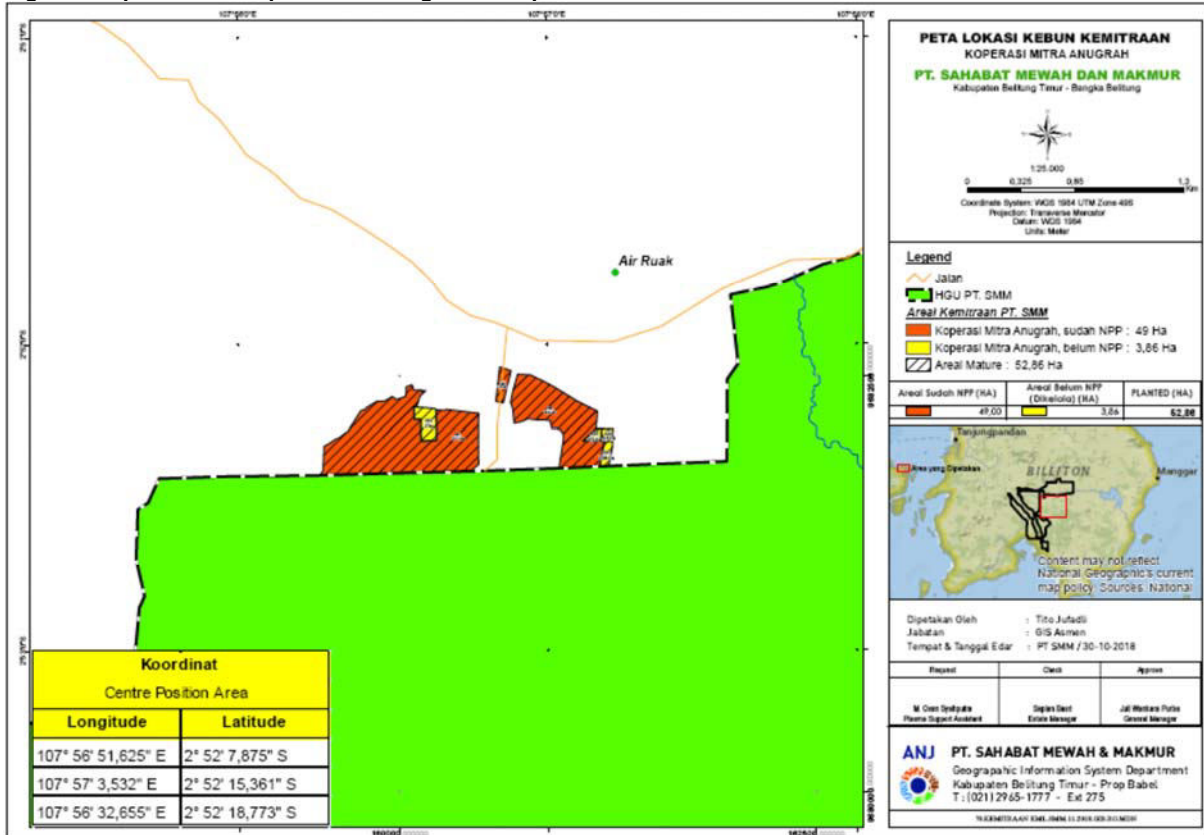 107°57'0"E
Air Ruak
Koordinat
Centre Position Area
Longitude Latitude
107° 56' 51,625" E 2° 52' 7,875" S
107° 57' 3,532" E 2° 52' 15,361" S
107° 56' 32,655" E 2° 52' 18,773" S
PETA LOKASI KEBUN KEMITRAAN
KOPERASI MITRA ANUGRAH
PT. SAHABAT MEWAH DAN MAKMUR
Kabupaten Belitung Timur - Bangka Belitung
1:25.000
0 0,325 0,65 1,3
Km
Coordinate System: WGS 1984 UTM Zone 48S
Projection: Transverse Mercator
Datum: WGS 1984
Units: Meter
Legend
Jalan
HGU PT. SMM
Areal Kemitraan PT. SMM
Koperasi Mitra Anugrah, sudah NPP : 49 Ha
Koperasi Mitra Anugrah, belum NPP : 3,86 Ha
Areal Mature : 52,86 Ha
Areal Sudah NPP (HA) Areal Belum NPP (Dikelola) (HA) PLANTED (HA)
49,00 3,86 52,86
Tanjungpandan
Area yang Dipetakan
BILLITON
Manggar
Content may not reflect
National Geographic's current
map policy. Sources: National
Dipetakan Oleh : Tito Jufadli
Jabatan : GIS Asmen
Tempat & Tanggal Edar : PT SMM / 30-10-2018
Request Check Approve
Plasma Support Assistant Estate Manager General Manager
ANJ PT. SAHABAT MEWAH & MAKMUR
Geograpahic Information System Department
Kabupaten Belitung Timur - Prop Babel
T : (021) 2965-1777 - Ext 275